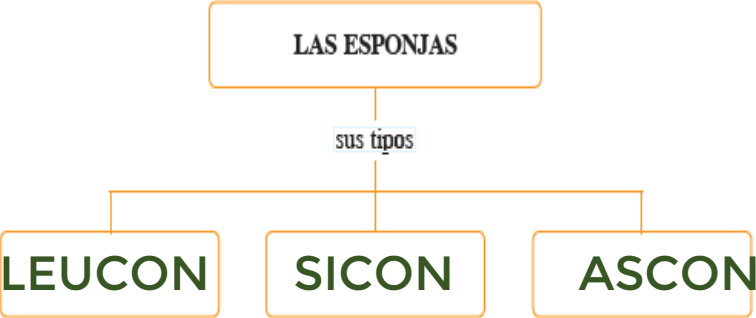 LAS ESPONJAS
sus tipos
LEUCON
SICON
ASCON